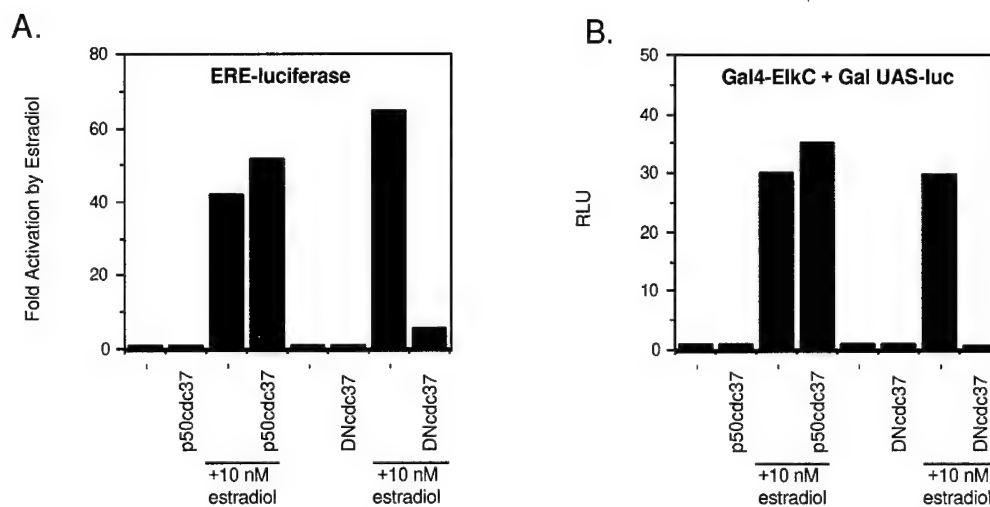 A.
ERE-luciferase
Fold Activation by Estradiol
80
60
40
20
0
-
p50cdc37
-
p50cdc37
-
DNcdc37
-
DNcdc37
+10 nM
estradiol
+10 nM
estradiol
B.
Gal4-ElkC + Gal UAS-luc
RLU
50
40
30
20
10
0
-
p50cdc37
-
p50cdc37
-
DNcdc37
-
DNcdc37
+10 nM
estradiol
+10 nM
estradiol